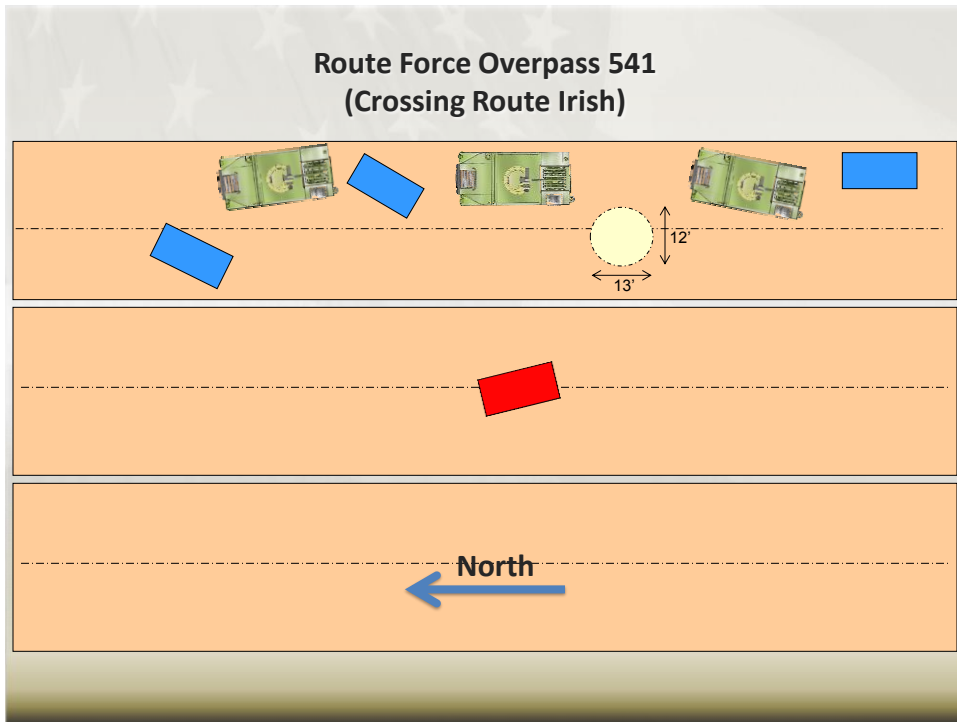 Route Force Overpass 541
(Crossing Route Irish)
12’
13’
North